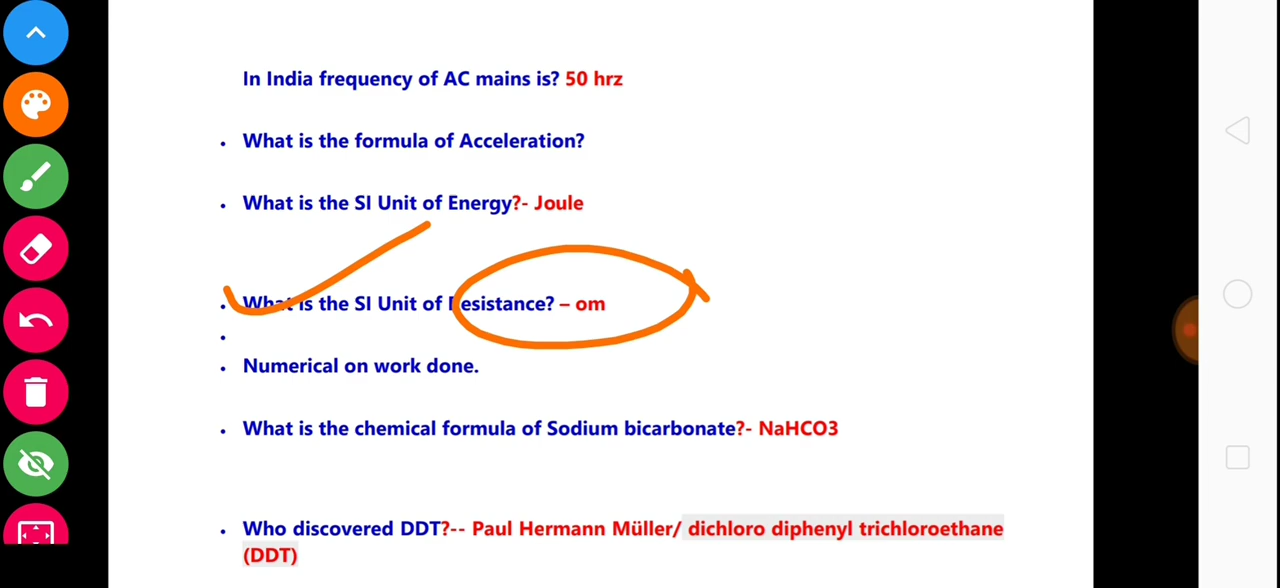 In India frequency of AC mains is? 50 hrz
• What is the formula of Acceleration?
• What is the SI Unit of Energy?- Joule
• What is the SI Unit of Resistance? – om
•
• Numerical on work done.
• What is the chemical formula of Sodium bicarbonate?- NaHCO3
• Who discovered DDT?-- Paul Hermann Müller/ dichloro diphenyl trichloroethane
(DDT)